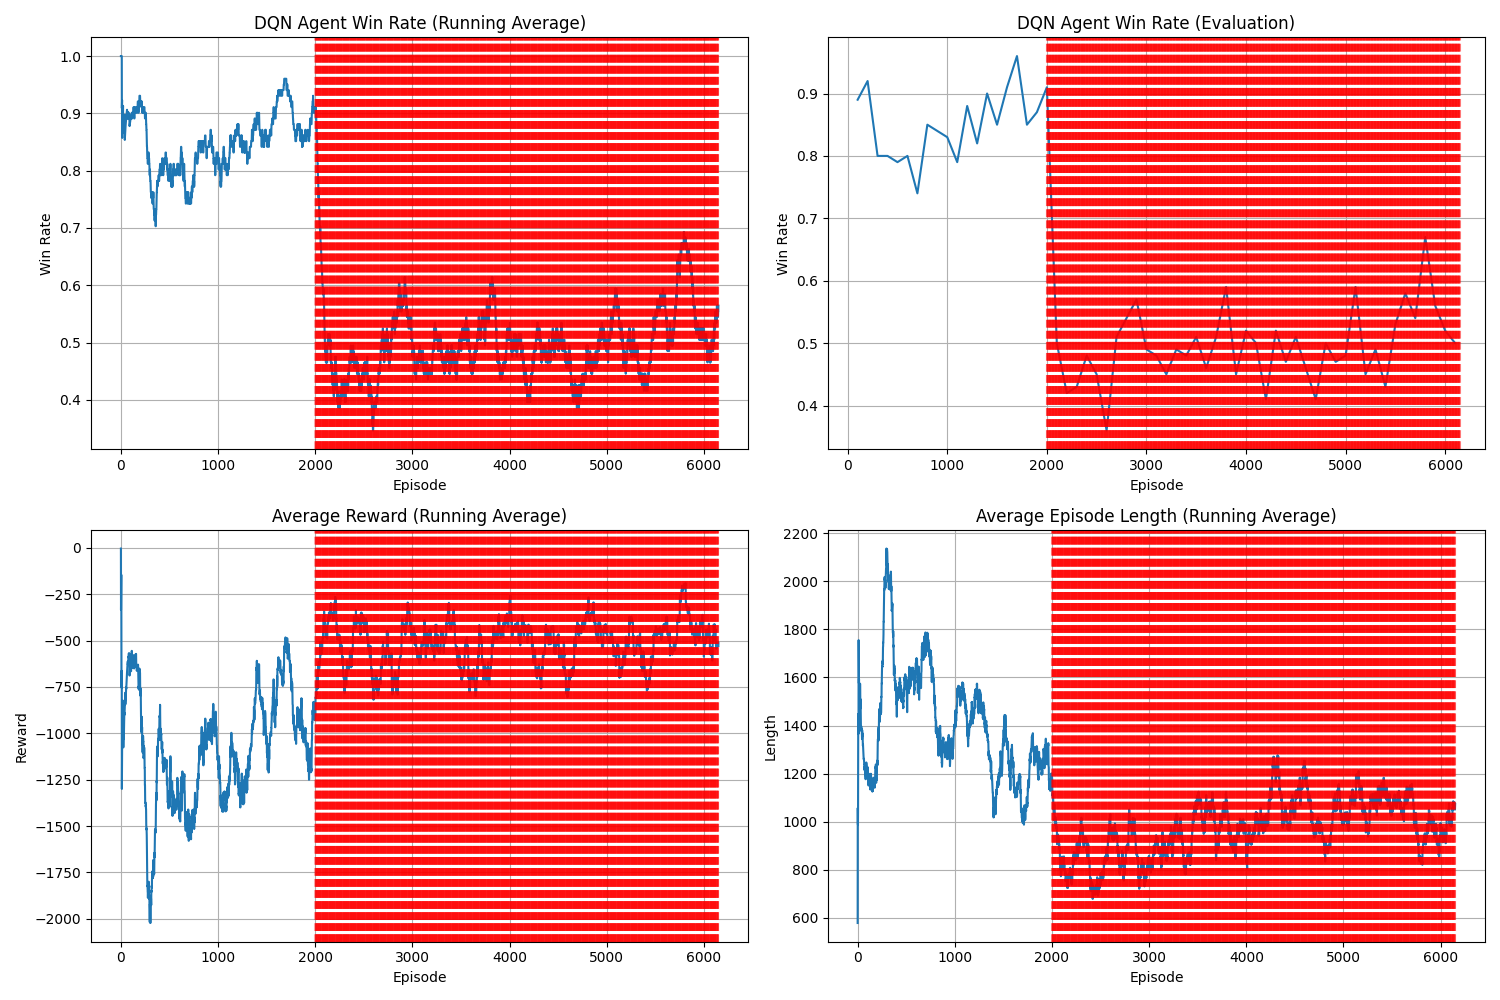 DQN Agent Win Rate (Running Average)
1.0
0.9
0.8
0.7
0.6
0.5
0.4
Win Rate
0 1000 2000 3000 4000 5000 6000
Episode
DQN Agent Win Rate (Evaluation)
0.9
0.8
0.7
0.6
0.5
0.4
Win Rate
0 1000 2000 3000 4000 5000 6000
Episode
Average Reward (Running Average)
0
−250
−500
−750
−1000
−1250
−1500
−1750
−2000
Reward
0 1000 2000 3000 4000 5000 6000
Episode
Average Episode Length (Running Average)
2200
2000
1800
1600
1400
1200
1000
800
600
Length
0 1000 2000 3000 4000 5000 6000
Episode